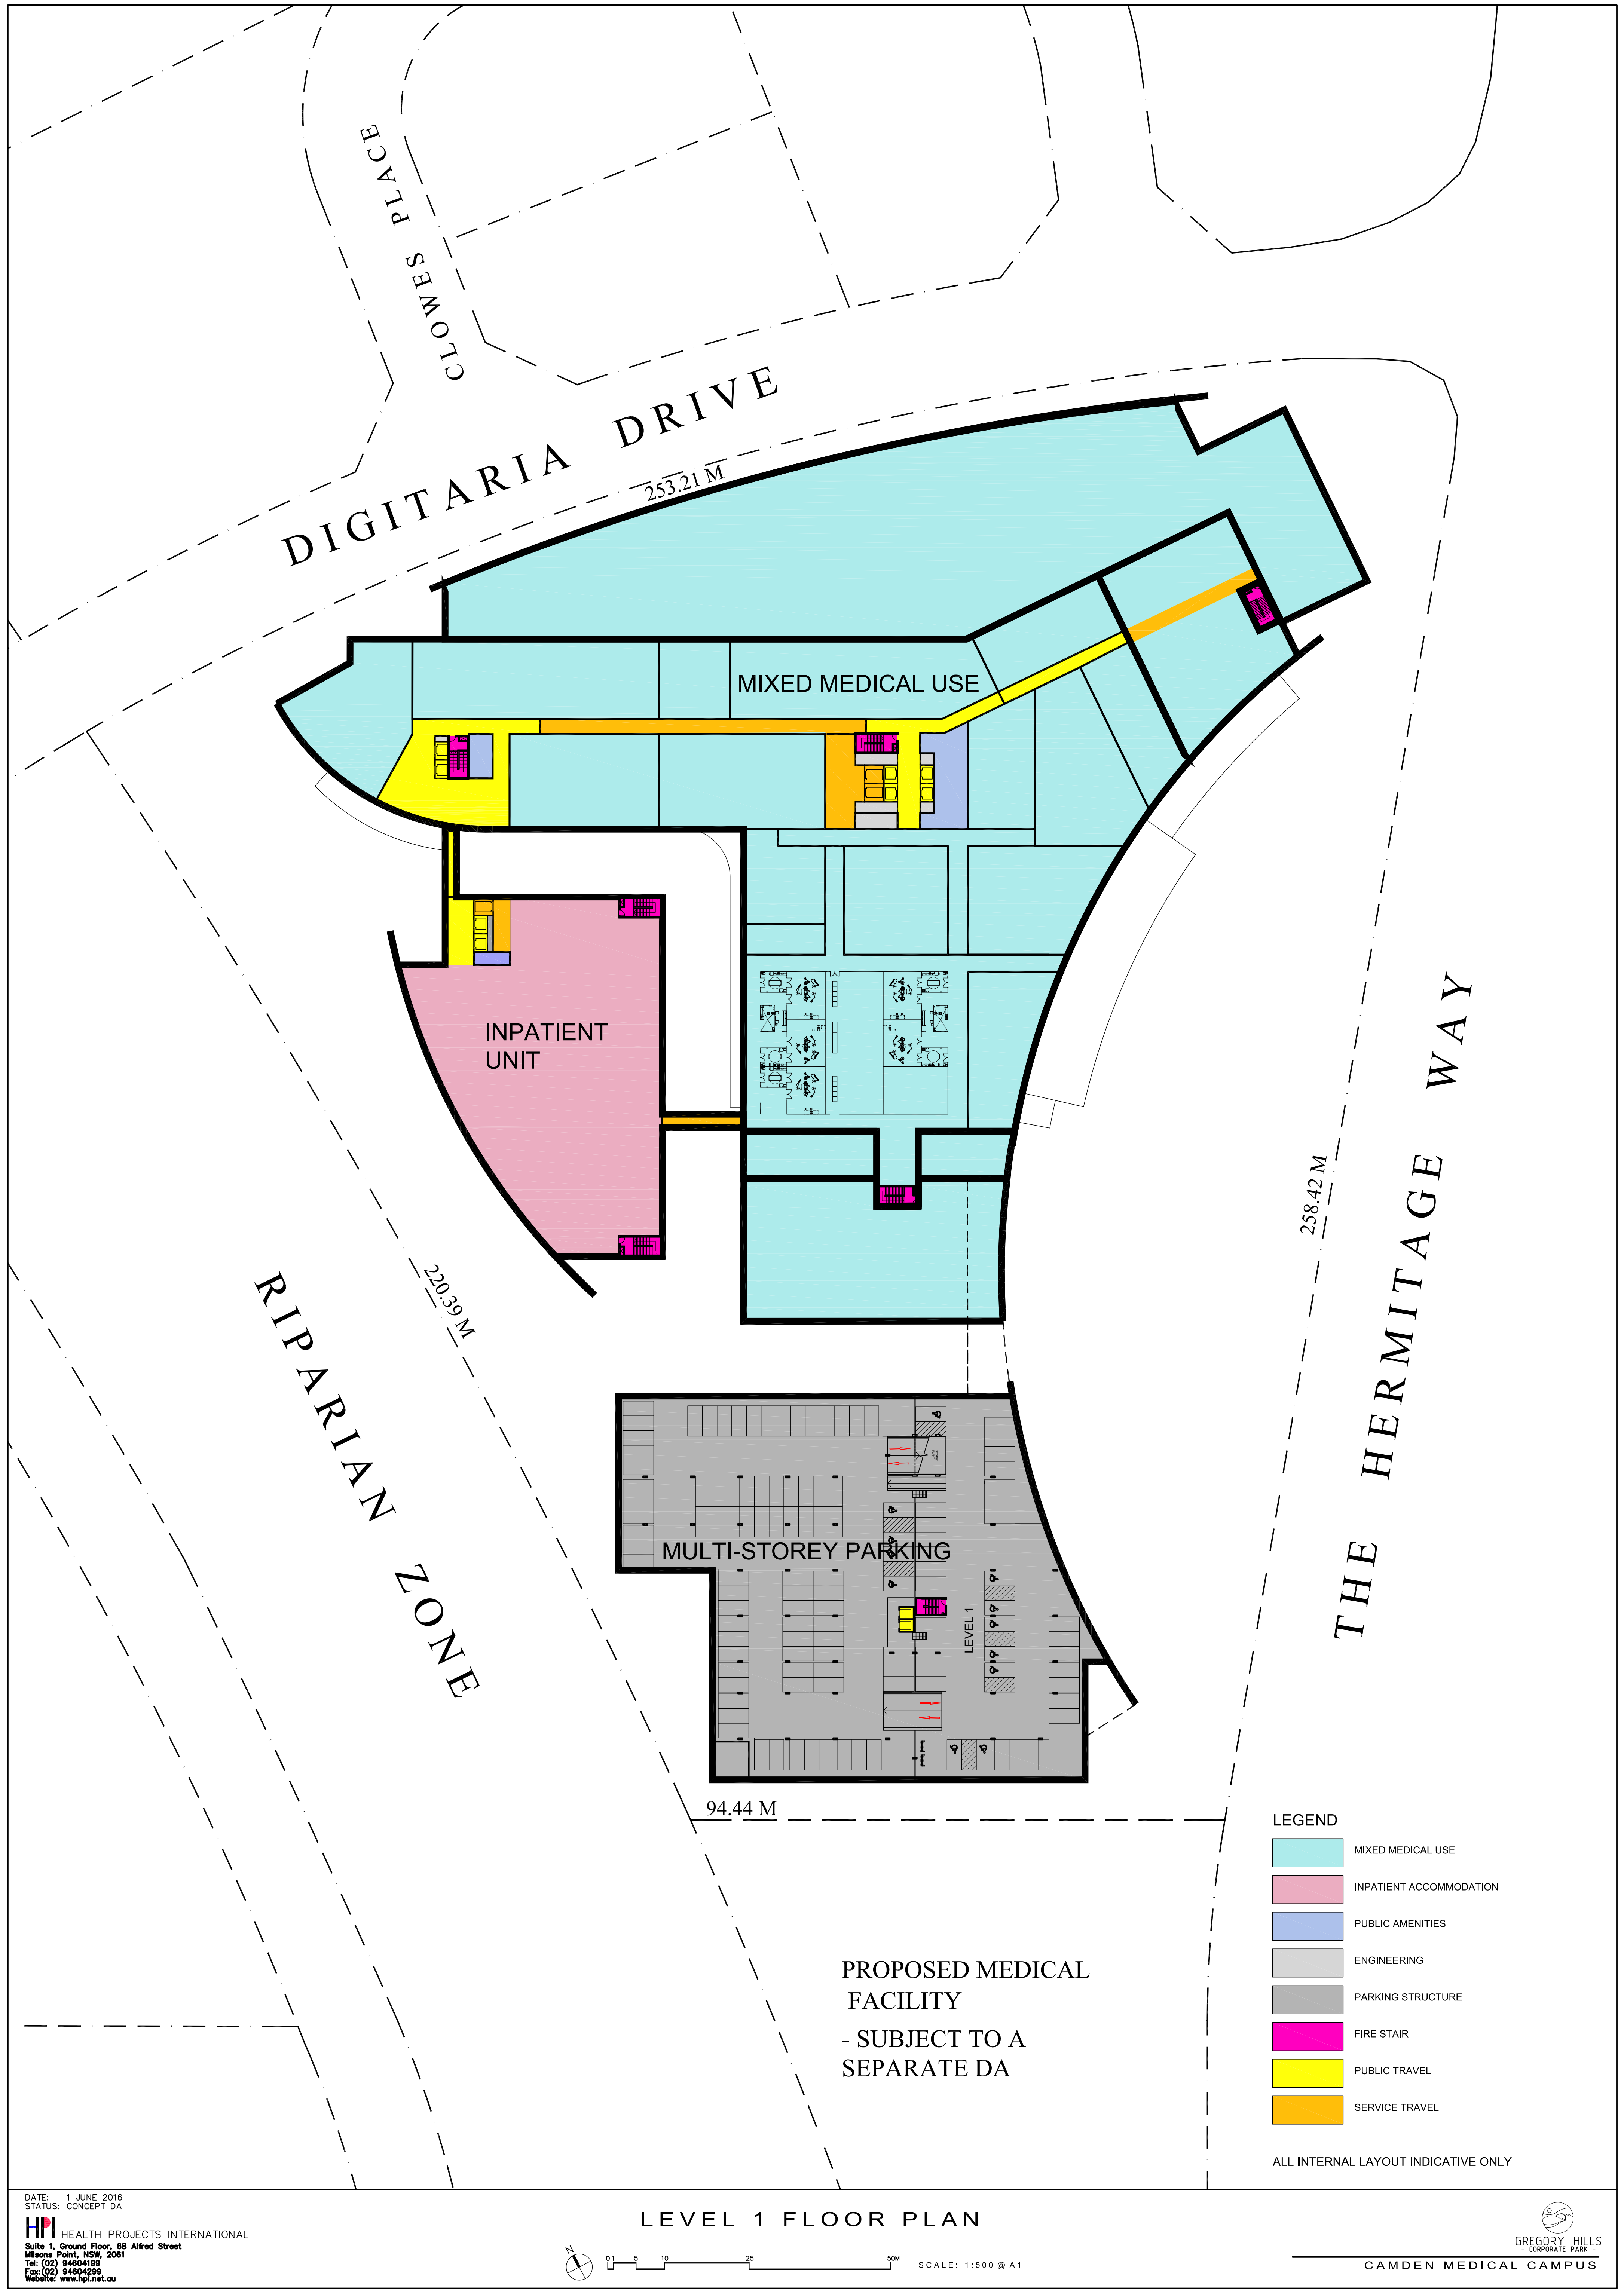 CLOWES PLACE
DIGITARIA DRIVE
253.21 M
MIXED MEDICAL USE
INPATIENT
UNIT
THE HERMITAGE WAY
258.42 M
220.39 M
RIPARIAN ZONE
MULTI-STOREY PARKING
LEVEL 1
94.44 M
PROPOSED MEDICAL
FACILITY
- SUBJECT TO A
SEPARATE DA
LEGEND
MIXED MEDICAL USE
INPATIENT ACCOMMODATION
PUBLIC AMENITIES
ENGINEERING
PARKING STRUCTURE
FIRE STAIR
PUBLIC TRAVEL
SERVICE TRAVEL
ALL INTERNAL LAYOUT INDICATIVE ONLY
DATE: 1 JUNE 2016
STATUS: CONCEPT DA
HPI HEALTH PROJECTS INTERNATIONAL
Suite 1, Ground Floor, 68 Alfred Street
Milsons Point, NSW, 2061
Tel: (02) 94604199
Fax:(02) 94604299
Website: www.hpi.net.au
LEVEL 1 FLOOR PLAN
N
0 1 5 10 25 50M
SCALE: 1:500 @ A1
GREGORY HILLS
- CORPORATE PARK -
CAMDEN MEDICAL CAMPUS